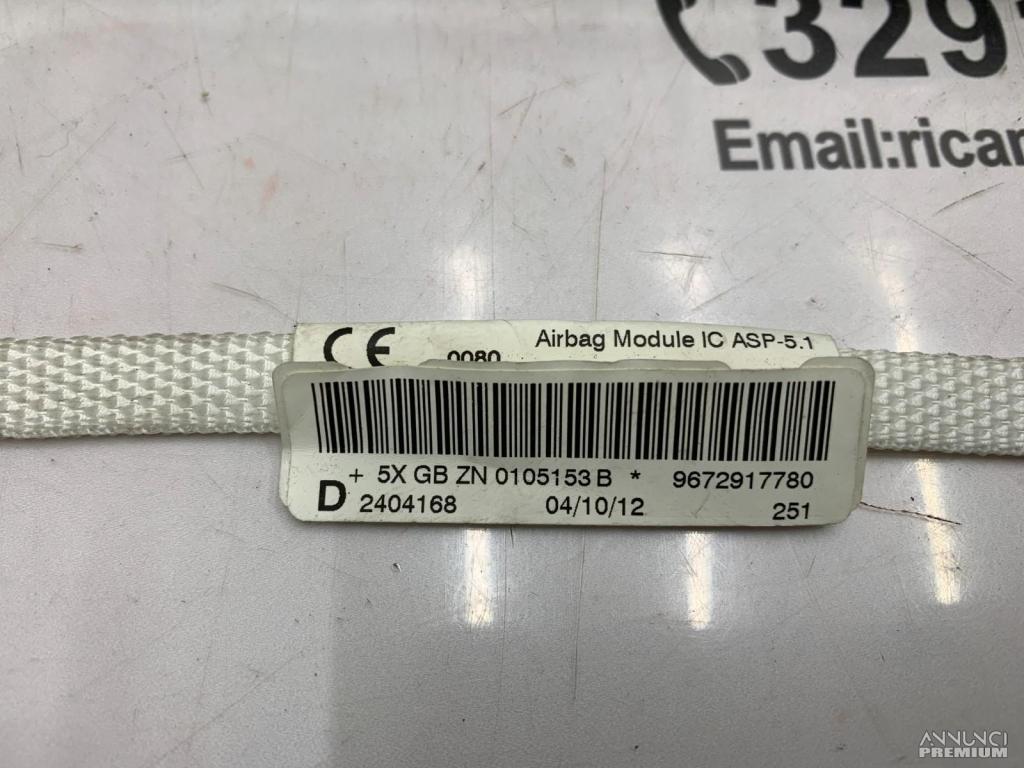 329
Email:rican
CE 0080 Airbag Module IC ASP-5.1
+ 5X GB ZN 0105153 B * 9672917780
D 2404168 04/10/12 251
ANNUNCI
PREMIUM